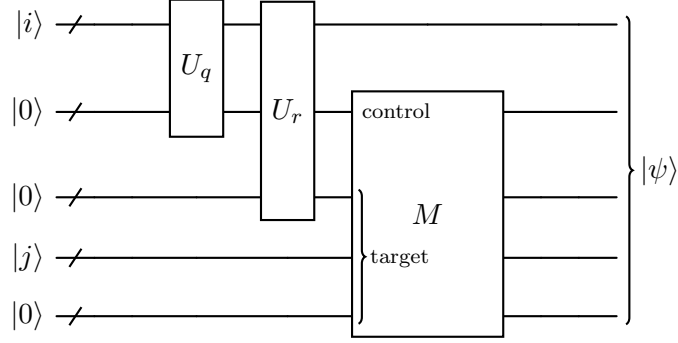 |i⟩
U_q
|0⟩
U_r
control
|0⟩
M
|ψ⟩
|j⟩
target
|0⟩